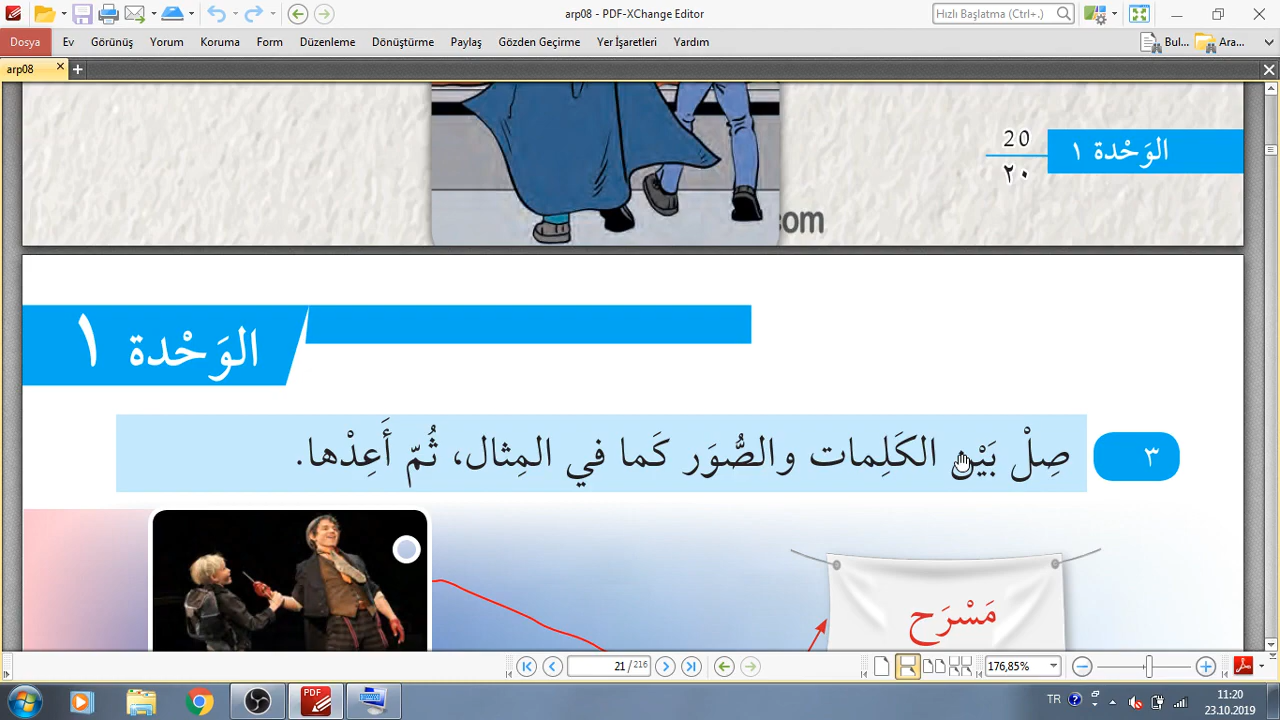 arp08 - PDF-XChange Editor
Hızlı Başlatma (Ctrl+.)
Dosya Ev Görünüş Yorum Koruma Form Düzenleme Dönüştürme Paylaş Gözden Geçirme Yer İşaretleri Yardım
Bul... Ara...
arp08
20
الوَحْدة ١
٢٠
com
الوَحْدة ١
٣
صِلْ بَيْن الكَلِمات والصُّوَر كَما في المِثال، ثُمّ أَعِدْها.
مَسْرَح
21 / 216
176,85%
PDF
TR
11:20
23.10.2019